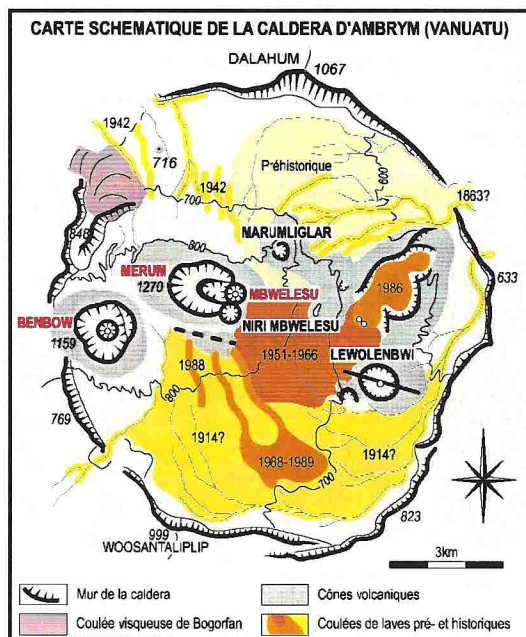 CARTE SCHEMATIQUE DE LA CALDERA D'AMBRYM (VANUATU)
DALAHUM
1067
1942
716
Préhistorique
600
1942
700
1863?
848
MARUMLIGLAR
800
633
MERUM
1270
MBWELESU
1986
BENBOW
NIRI MBWELESU
1159
1951-1966
LEWOLENBWI
1988
800
769
1914?
1914?
1988-1989
700
823
999
WOOSANTALIPLIP
3km
Mur de la caldera
Cônes volcaniques
Coulée visqueuse de Bogorfan
Coulées de laves pré- et historiques